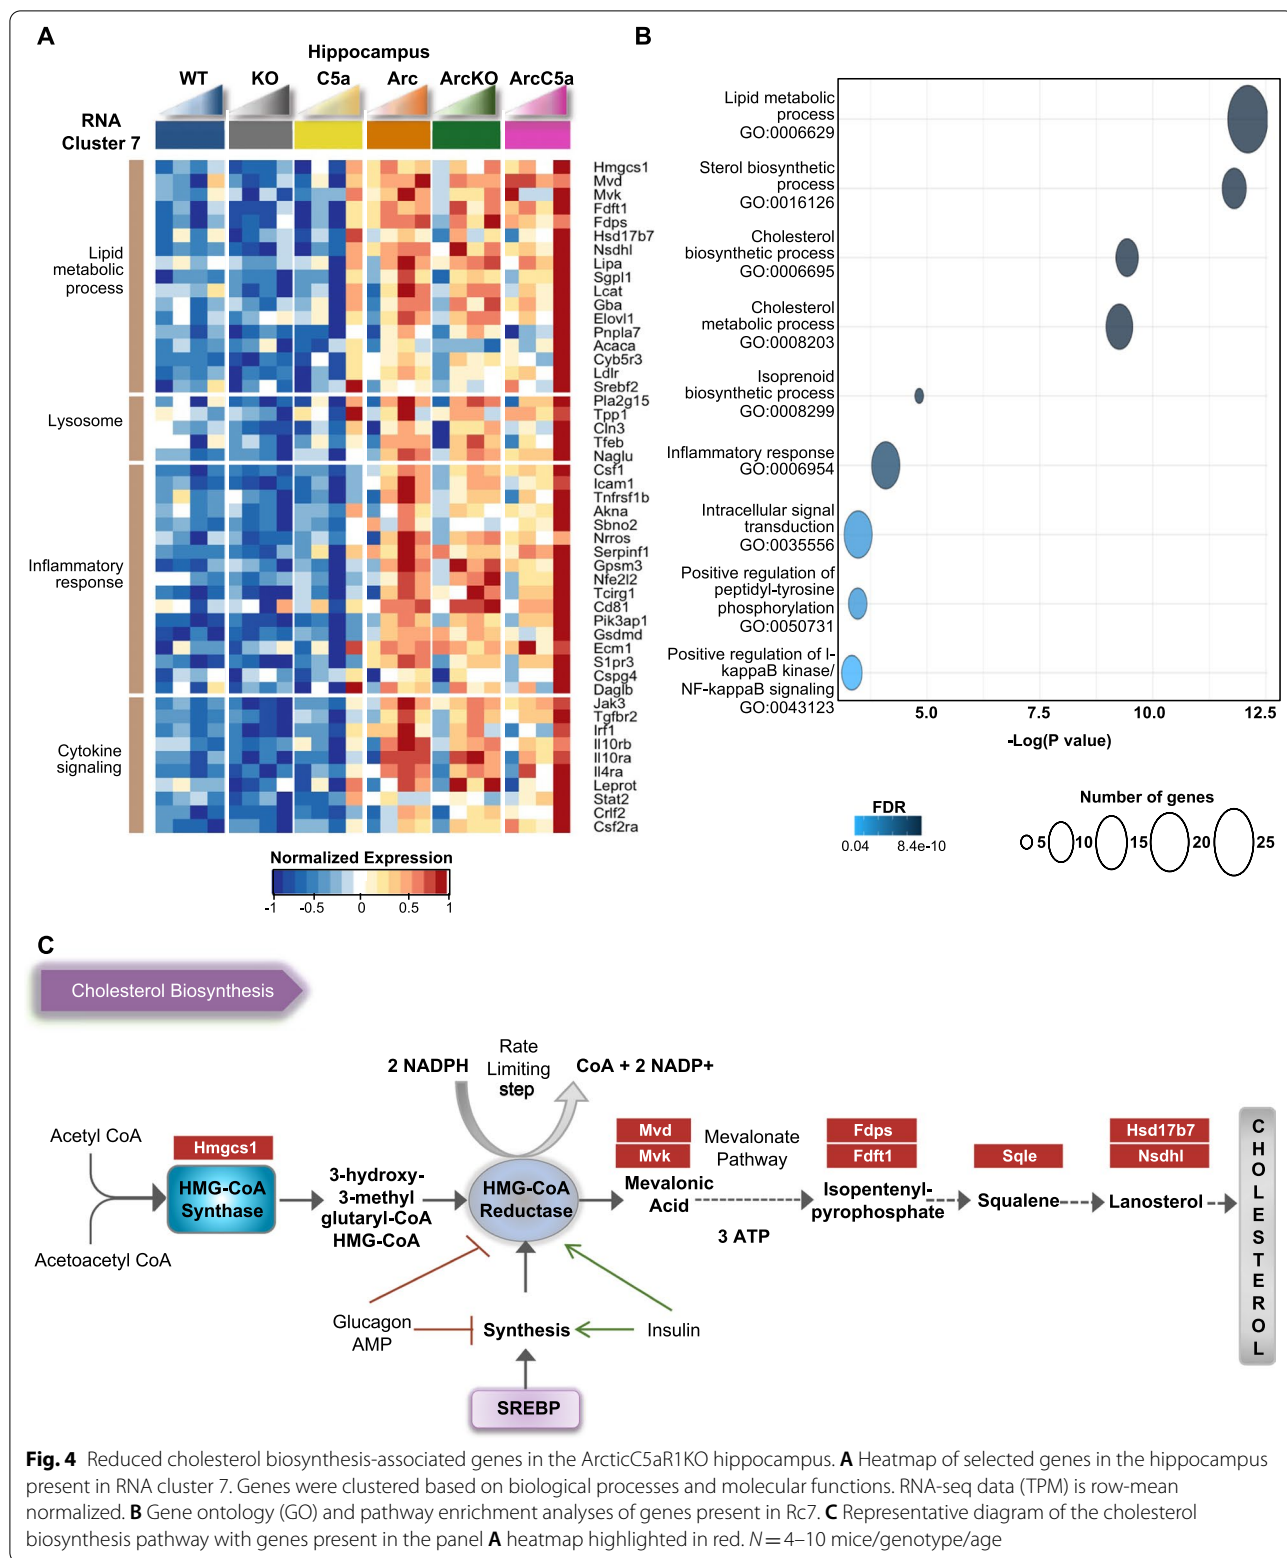 A
Hippocampus
WT KO C5a Arc ArcKO ArcC5a
RNA
Cluster 7
Lipid
metabolic
process
Lysosome
Inflammatory
response
Cytokine
signaling
Hmgcs1
Mvd
Mvk
Fdft1
Fdps
Hsd17b7
Nsdhl
Lipa
Sgpl1
Lcat
Gba
Elovl1
Pnpla7
Acaca
Cyb5r3
Ldlr
Srebf2
Pla2g15
Tpp1
Cln3
Tfeb
Naglu
Csf1
Icam1
Tnfrsf1b
Akna
Sbno2
Nrros
Serpinf1
Gpsm3
Nfe2l2
Tcirg1
Cd81
Pik3ap1
Gsdmd
Ecm1
S1pr3
Cspg4
Daglb
Jak3
Tgfbr2
Irf1
Il10rb
Il10ra
Il4ra
Leprot
Stat2
Crlf2
Csf2ra
Normalized Expression
-1 -0.5 0 0.5 1
B
Lipid metabolic
process
GO:0006629
Sterol biosynthetic
process
GO:0016126
Cholesterol
biosynthetic process
GO:0006695
Cholesterol
metabolic process
GO:0008203
Isoprenoid
biosynthetic process
GO:0008299
Inflammatory response
GO:0006954
Intracellular signal
transduction
GO:0035556
Positive regulation of
peptidyl-tyrosine
phosphorylation
GO:0050731
Positive regulation of I-
kappaB kinase/
NF-kappaB signaling
GO:0043123
5.0 7.5 10.0 12.5
-Log(P value)
FDR
0.04 8.4e-10
Number of genes
5 10 15 20 25
C
Cholesterol Biosynthesis
2 NADPH
Rate
Limiting
step
CoA + 2 NADP+
Acetyl CoA
Acetoacetyl CoA
Hmgcs1
HMG-CoA
Synthase
3-hydroxy-
3-methyl
glutaryl-CoA
HMG-CoA
HMG-CoA
Reductase
Mvd
Mvk
Mevalonic
Acid
Mevalonate
Pathway
3 ATP
Fdps
Fdft1
Isopentenyl-
pyrophosphate
Sqle
Squalene
Hsd17b7
Nsdhl
Lanosterol
CHOLESTEROL
Glucagon
AMP
Synthesis
Insulin
SREBP
Fig. 4 Reduced cholesterol biosynthesis-associated genes in the ArcticC5aR1KO hippocampus. A Heatmap of selected genes in the hippocampus
present in RNA cluster 7. Genes were clustered based on biological processes and molecular functions. RNA-seq data (TPM) is row-mean
normalized. B Gene ontology (GO) and pathway enrichment analyses of genes present in Rc7. C Representative diagram of the cholesterol
biosynthesis pathway with genes present in the panel A heatmap highlighted in red. N = 4–10 mice/genotype/age